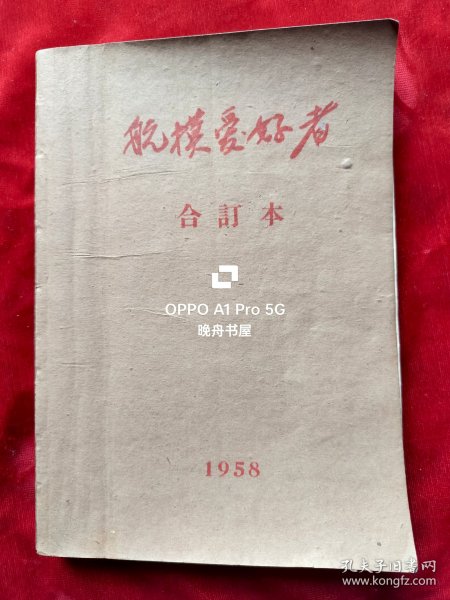 航模爱好者
合訂本
OPPO A1 Pro 5G
晚舟书屋
1958
孔夫子旧书网
www.kongfz.com